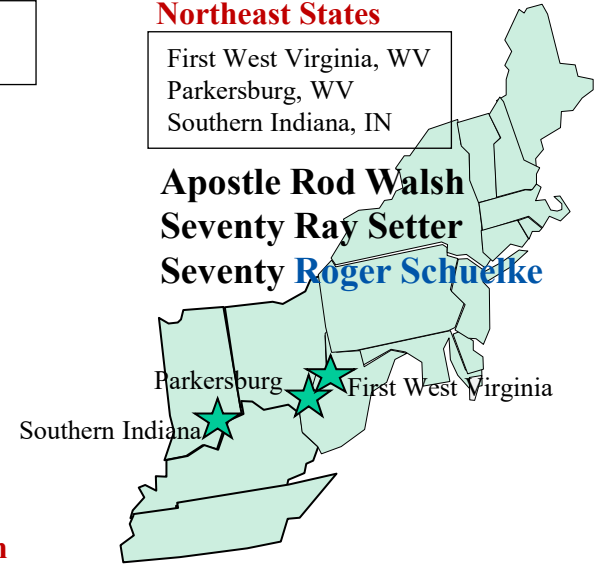 Northeast States
First West Virginia, WV
Parkersburg, WV
Southern Indiana, IN
Apostle Rod Walsh
Seventy Ray Setter
Seventy Roger Schuelke
Parkersburg
First West Virginia
Southern Indiana